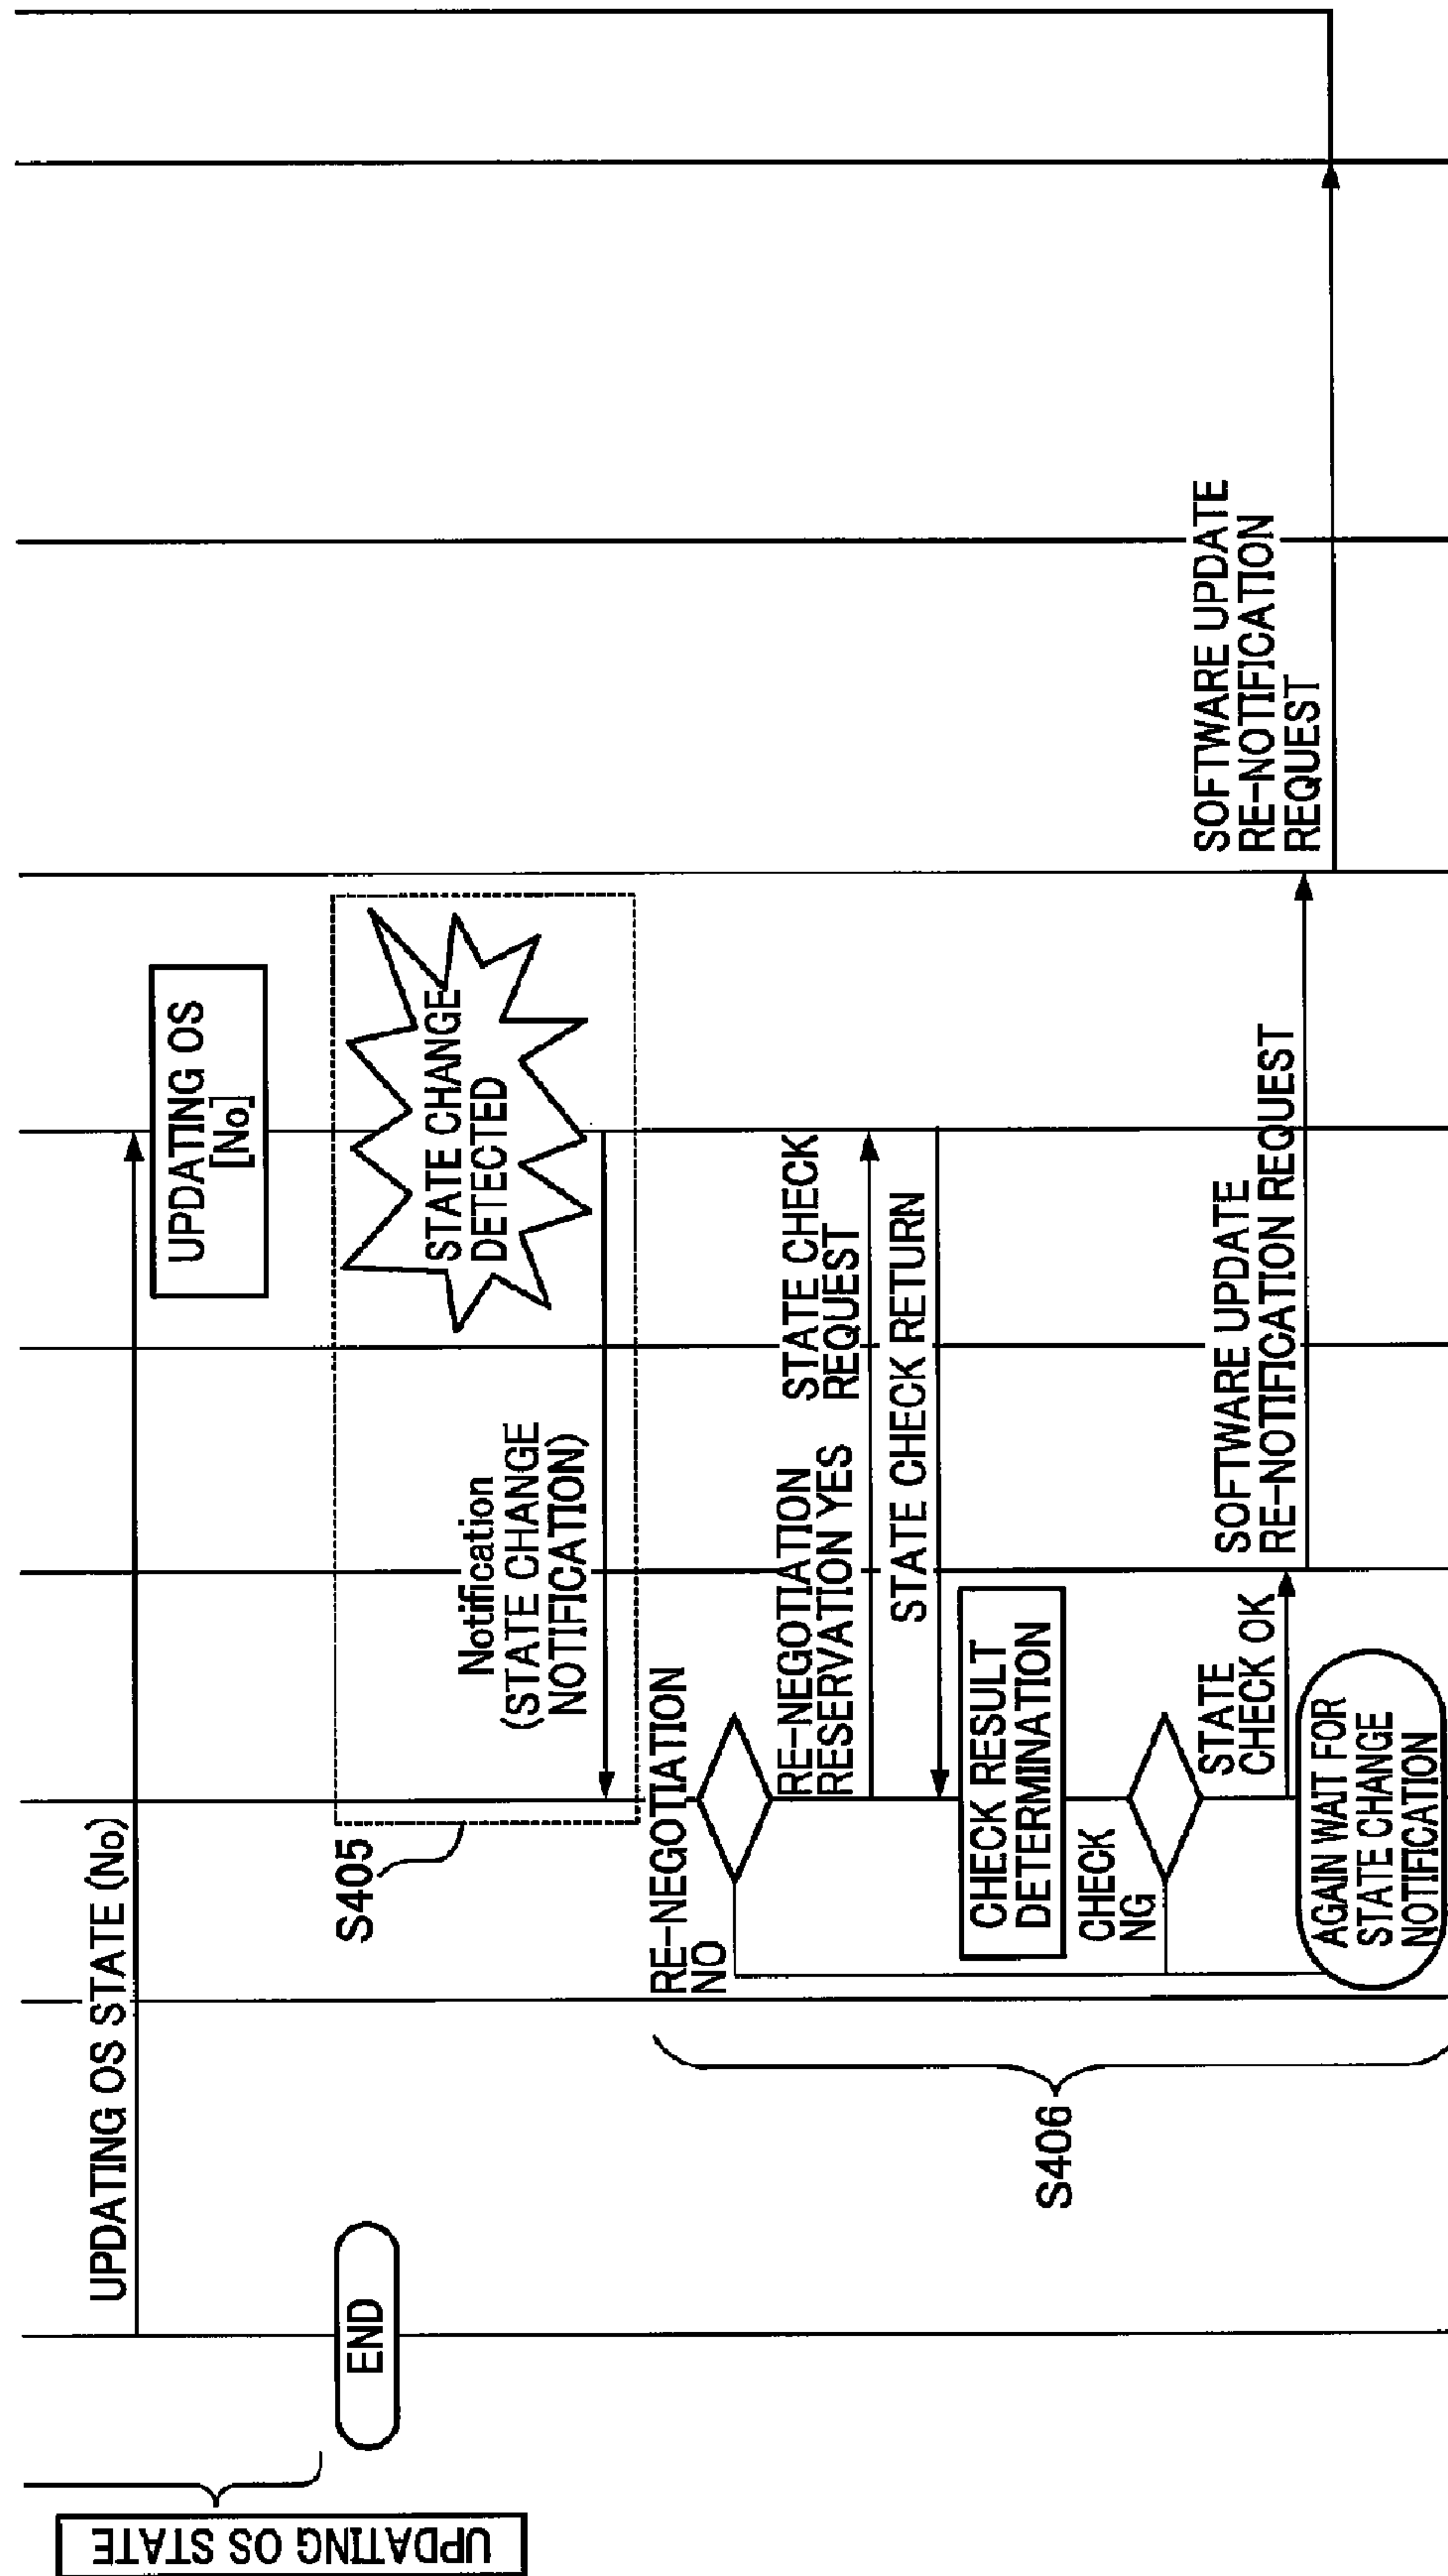 UPDATING OS STATE
UPDATING OS STATE (No)
UPDATING OS
[No]
END
S405
STATE CHANGE
DETECTED
Notification
(STATE CHANGE
NOTIFICATION)
S406
RE-NEGOTIATION
NO
RE-NEGOTIATION
RESERVATION YES
STATE CHECK
REQUEST
STATE CHECK RETURN
CHECK RESULT
DETERMINATION
CHECK
NG
STATE
CHECK OK
AGAIN WAIT FOR
STATE CHANGE
NOTIFICATION
SOFTWARE UPDATE
RE-NOTIFICATION REQUEST
SOFTWARE UPDATE
RE-NOTIFICATION
REQUEST